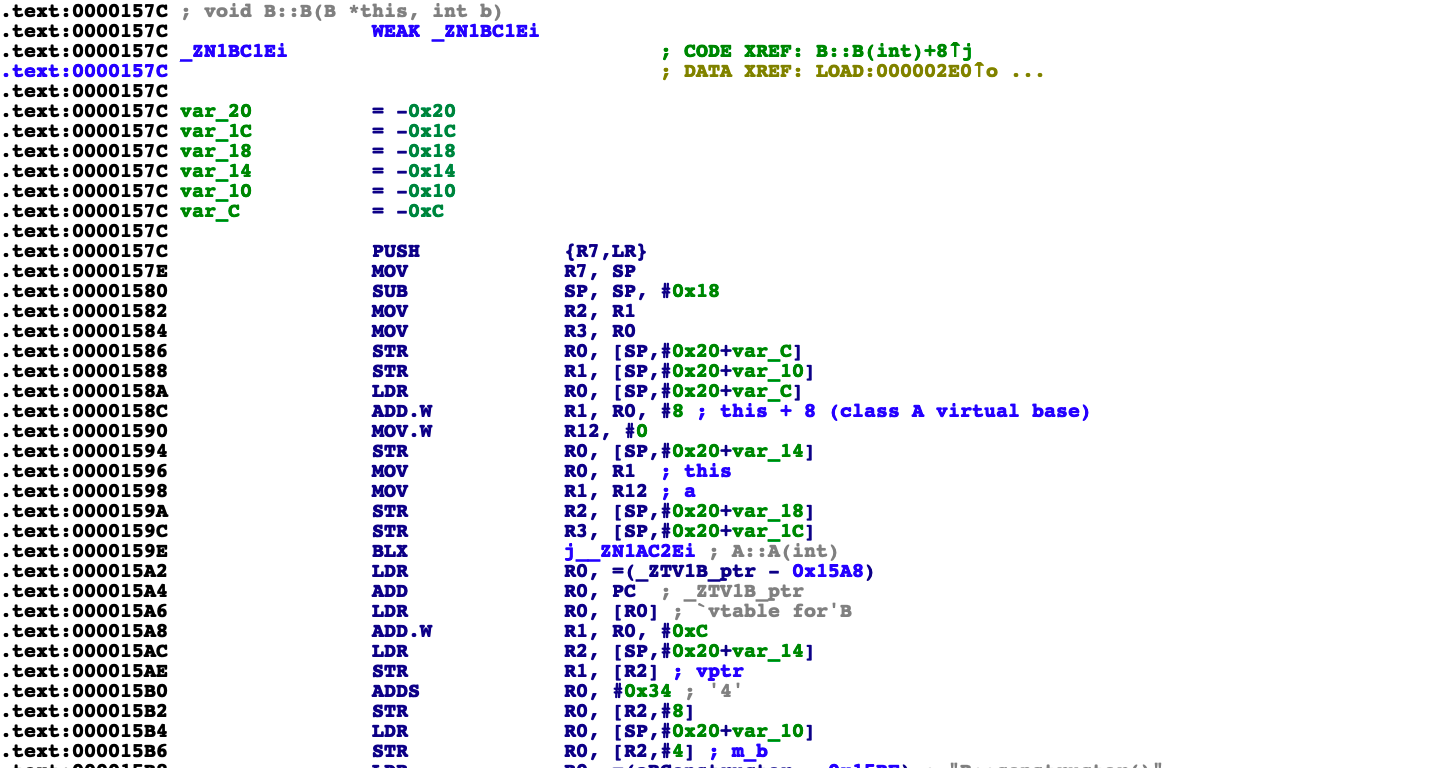 .text:0000157C ; void B::B(B *this, int b)
.text:0000157C WEAK _ZN1BC1Ei
.text:0000157C _ZN1BC1Ei ; CODE XREF: B::B(int)+8↑j
.text:0000157C ; DATA XREF: LOAD:000002E0↑o ...
.text:0000157C
.text:0000157C var_20 = -0x20
.text:0000157C var_1C = -0x1C
.text:0000157C var_18 = -0x18
.text:0000157C var_14 = -0x14
.text:0000157C var_10 = -0x10
.text:0000157C var_C = -0xC
.text:0000157C
.text:0000157C PUSH {R7,LR}
.text:0000157E MOV R7, SP
.text:00001580 SUB SP, SP, #0x18
.text:00001582 MOV R2, R1
.text:00001584 MOV R3, R0
.text:00001586 STR R0, [SP,#0x20+var_C]
.text:00001588 STR R1, [SP,#0x20+var_10]
.text:0000158A LDR R0, [SP,#0x20+var_C]
.text:0000158C ADD.W R1, R0, #8 ; this + 8 (class A virtual base)
.text:00001590 MOV.W R12, #0
.text:00001594 STR R0, [SP,#0x20+var_14]
.text:00001596 MOV R0, R1 ; this
.text:00001598 MOV R1, R12 ; a
.text:0000159A STR R2, [SP,#0x20+var_18]
.text:0000159C STR R3, [SP,#0x20+var_1C]
.text:0000159E BLX j__ZN1AC2Ei ; A::A(int)
.text:000015A2 LDR R0, =(_ZTV1B_ptr - 0x15A8)
.text:000015A4 ADD R0, PC ; _ZTV1B_ptr
.text:000015A6 LDR R0, [R0] ; `vtable for'B
.text:000015A8 ADD.W R1, R0, #0xC
.text:000015AC LDR R2, [SP,#0x20+var_14]
.text:000015AE STR R1, [R2] ; vptr
.text:000015B0 ADDS R0, #0x34 ; '4'
.text:000015B2 STR R0, [R2,#8]
.text:000015B4 LDR R0, [SP,#0x20+var_10]
.text:000015B6 STR R0, [R2,#4] ; m_b